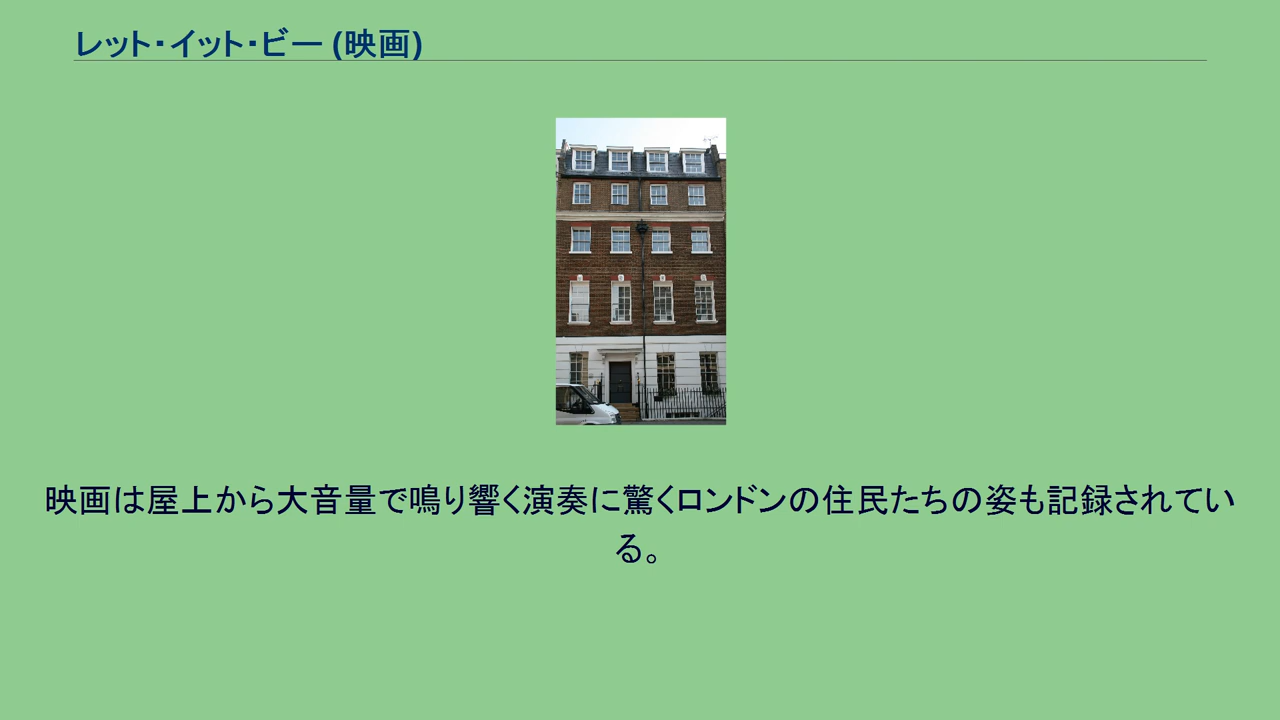 レット・イット・ビー (映画)
映画は屋上から大音量で鳴り響く演奏に驚くロンドンの住民たちの姿も記録されてい
る。